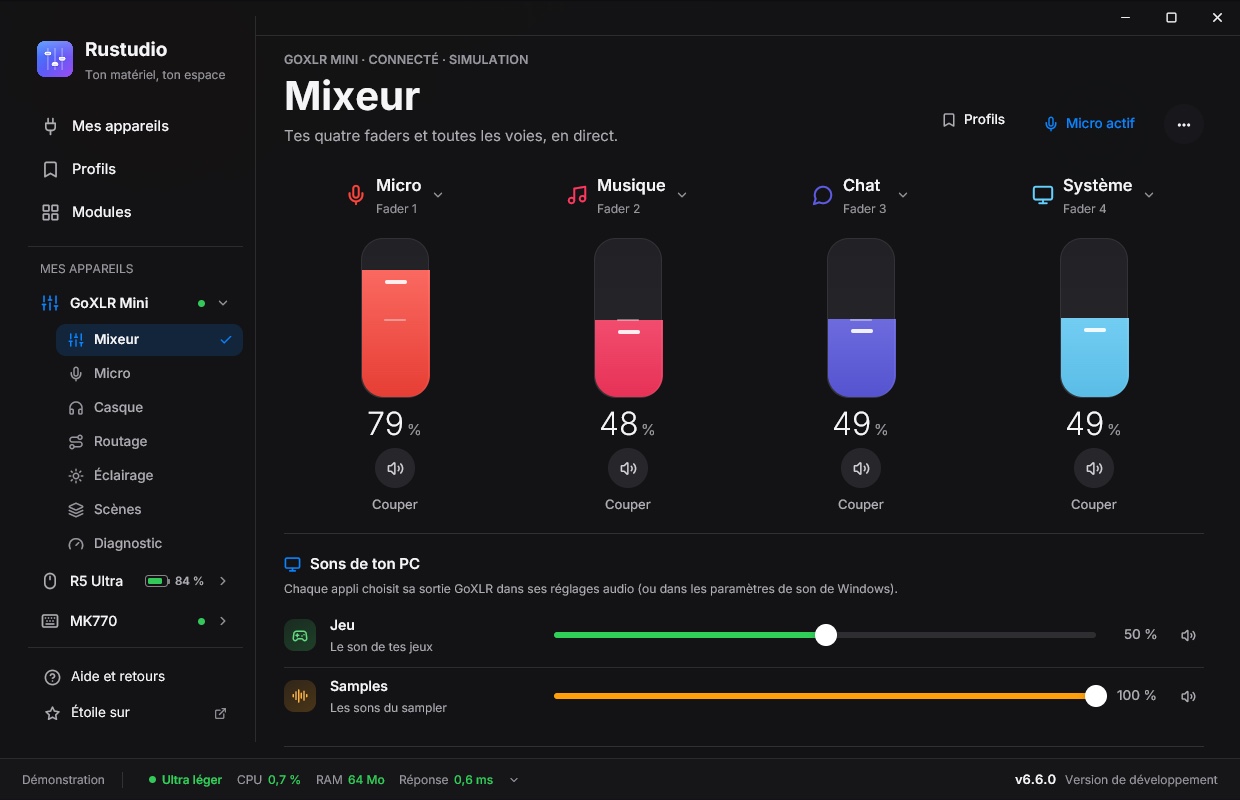 Rustudio
Ton matériel, ton espace
Mes appareils
Profils
Modules
MES APPAREILS
GoXLR Mini
Mixeur
Micro
Casque
Routage
Éclairage
Scènes
Diagnostic
R5 Ultra 84 %
MK770
Aide et retours
Étoile sur
GOXLR MINI · CONNECTÉ · SIMULATION
Mixeur
Tes quatre faders et toutes les voies, en direct.
Profils Micro actif
Micro Musique Chat Système
Fader 1 Fader 2 Fader 3 Fader 4
79 % 48 % 49 % 49 %
Couper Couper Couper Couper
Sons de ton PC
Chaque appli choisit sa sortie GoXLR dans ses réglages audio (ou dans les paramètres de son de Windows).
Jeu
Le son de tes jeux
50 %
Samples
Les sons du sampler
100 %
Démonstration Ultra léger CPU 0,7 % RAM 64 Mo Réponse 0,6 ms v6.6.0 Version de développement